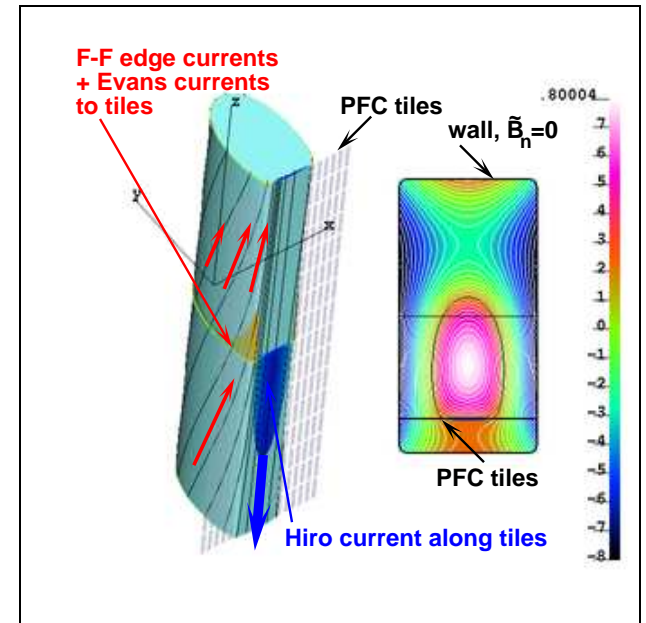 F-F edge currents
+ Evans currents
to tiles
PFC tiles
wall, B̃n=0
z
y
x
PFC tiles
Hiro current along tiles
.80004
.7
.6
.5
.4
.3
.2
.1
.0
-.1
-.2
-.3
-.4
-.5
-.6
-.7
-.8